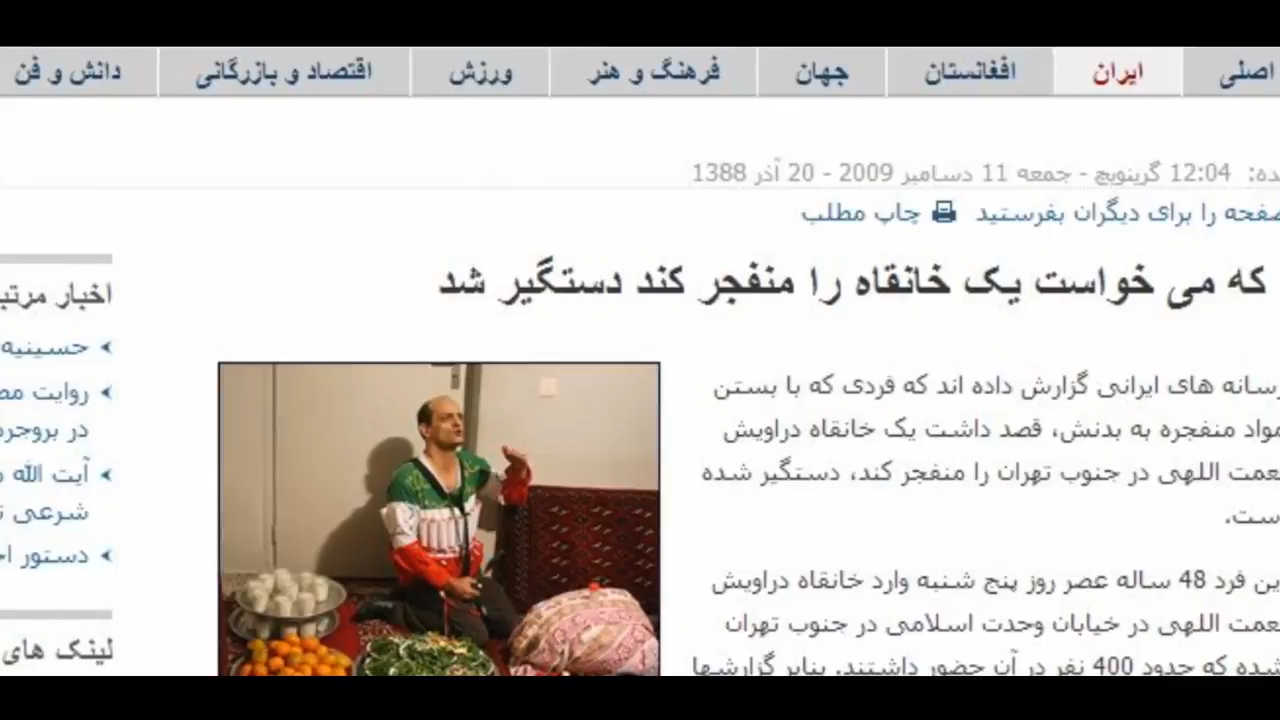 اصلی ایران افغانستان جهان فرهنگ و هنر ورزش اقتصاد و بازرگانی دانش و فن
12:04 گرینویچ - جمعه 11 دسامبر 2009 - 20 آذر 1388
را برای دیگران بفرستید چاپ مطلب
که می خواست یک خانقاه را منفجر کند دستگیر شد
رسانه های ایرانی گزارش داده اند که فردی که با بستن
مواد منفجره به بدنش، قصد داشت یک خانقاه دراویش
نعمت اللهی در جنوب تهران را منفجر کند، دستگیر شده
است.
این فرد 48 ساله عصر روز پنج شنبه وارد خانقاه دراویش
نعمت اللهی در خیابان وحدت اسلامی در جنوب تهران
شده که حدود 400 نفر در آن حضور داشتند. بنابر گزارشها
اخبار
حسینیه
روایت
در
آیت الله
شرعی
دستور
لینک های